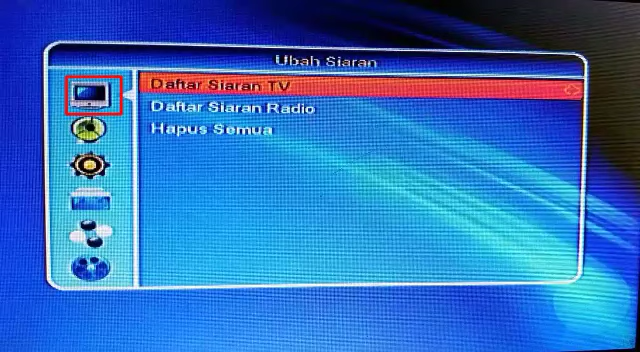 Ubah Siaran
Daftar Siaran TV
Daftar Siaran Radio
Hapus Semua